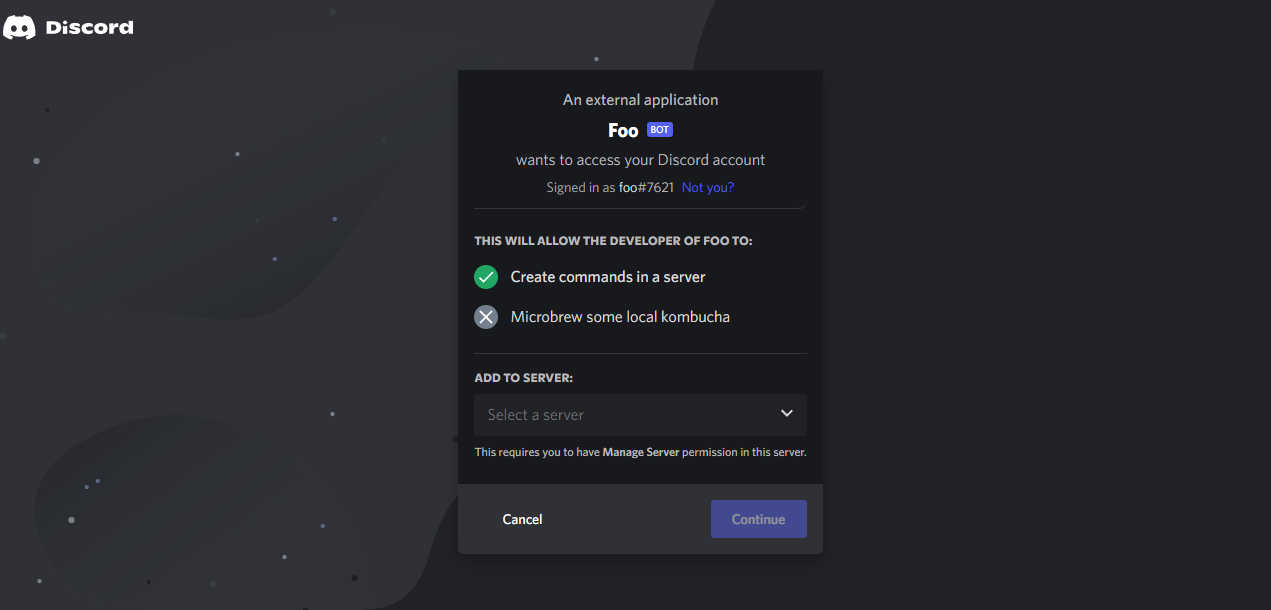 Discord
An external application
Foo BOT
wants to access your Discord account
Signed in as foo#7621 Not you?
THIS WILL ALLOW THE DEVELOPER OF FOO TO:
Create commands in a server
Microbrew some local kombucha
ADD TO SERVER:
Select a server
This requires you to have Manage Server permission in this server.
Cancel
Continue